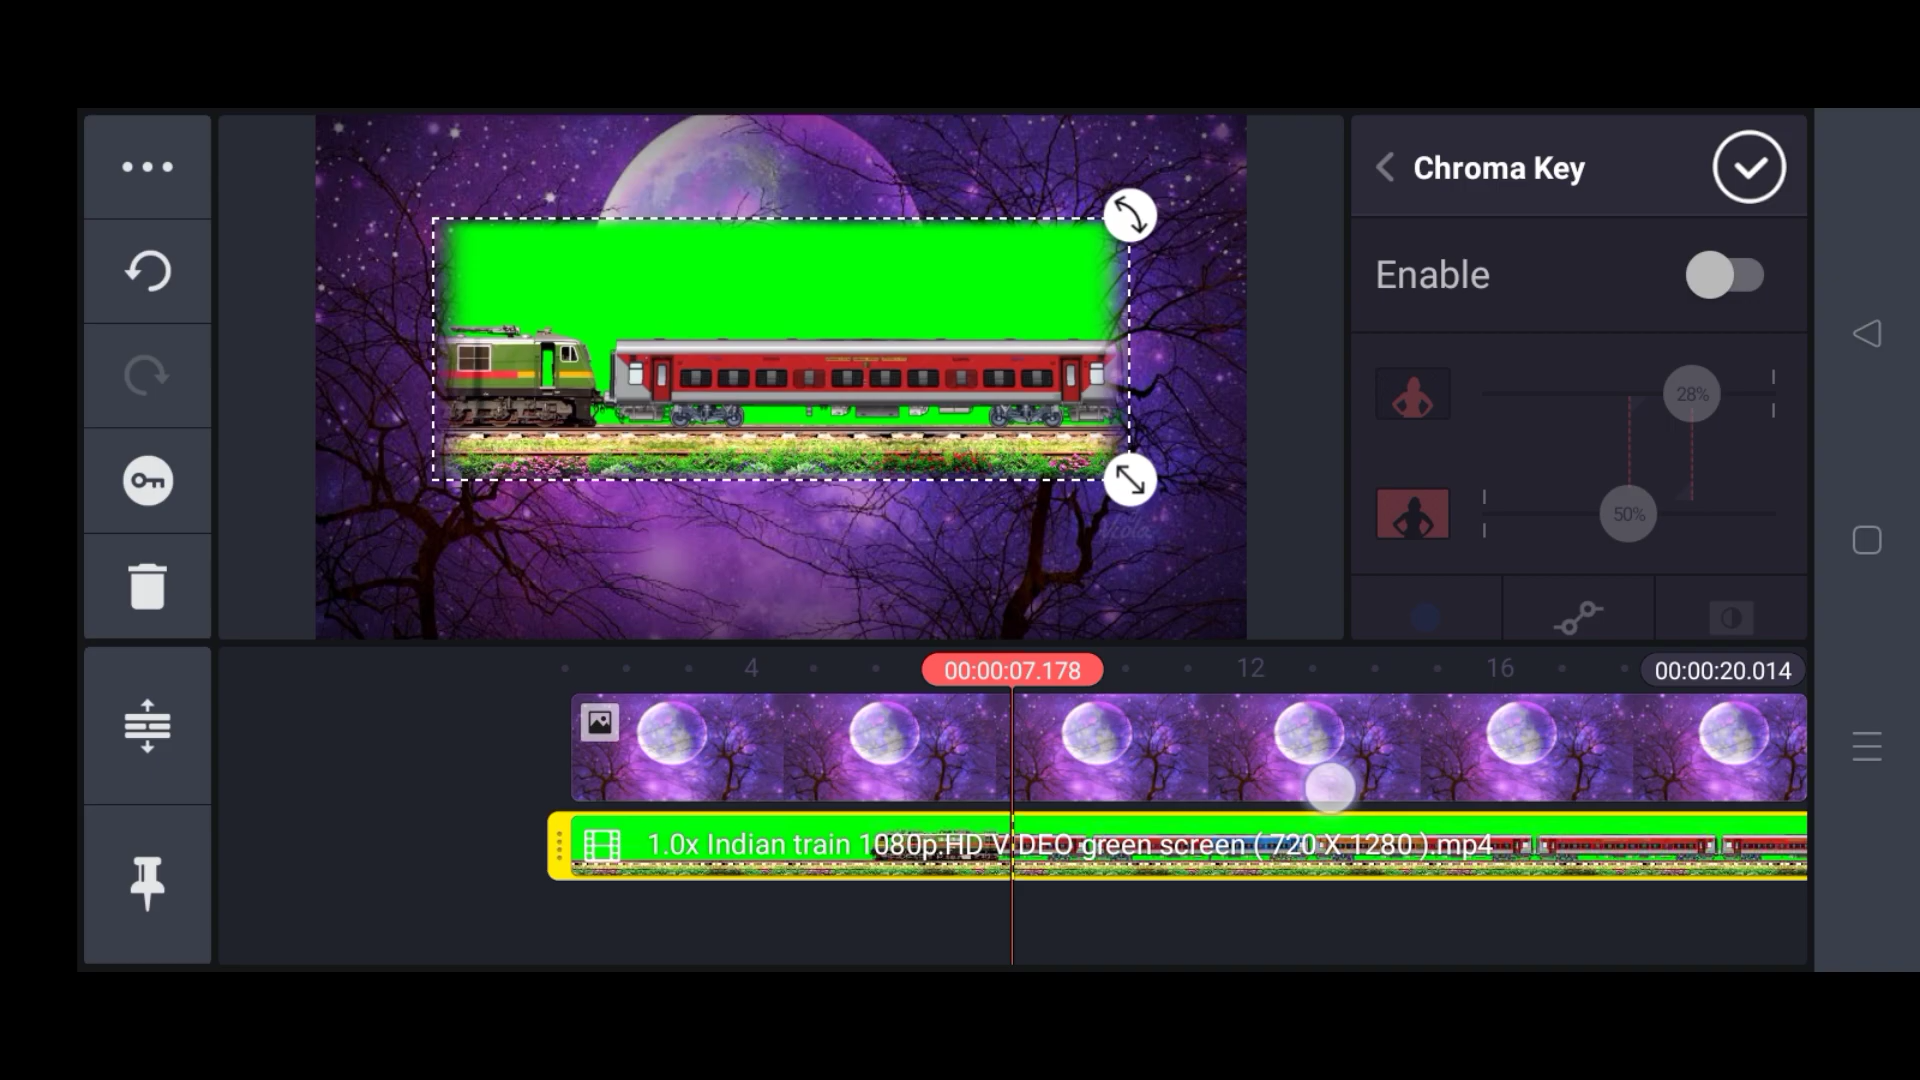 Chroma Key
Enable
28%
50%
4
00:00:07.178
12
16
00:00:20.014
1.0x Indian train 1080p.HD VIDEO green screen ( 720 X 1280 ).mp4